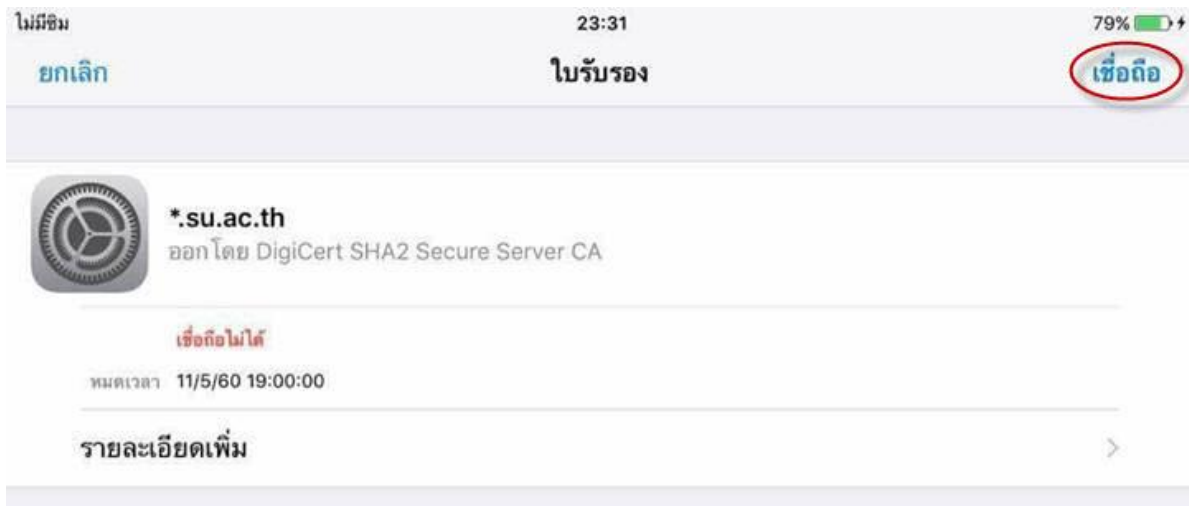 ไม่มีซิม 23:31 79%
ยกเลิก ใบรับรอง เชื่อถือ
*.su.ac.th
ออกโดย DigiCert SHA2 Secure Server CA
เชื่อถือไม่ได้
หมดเวลา 11/5/60 19:00:00
รายละเอียดเพิ่ม